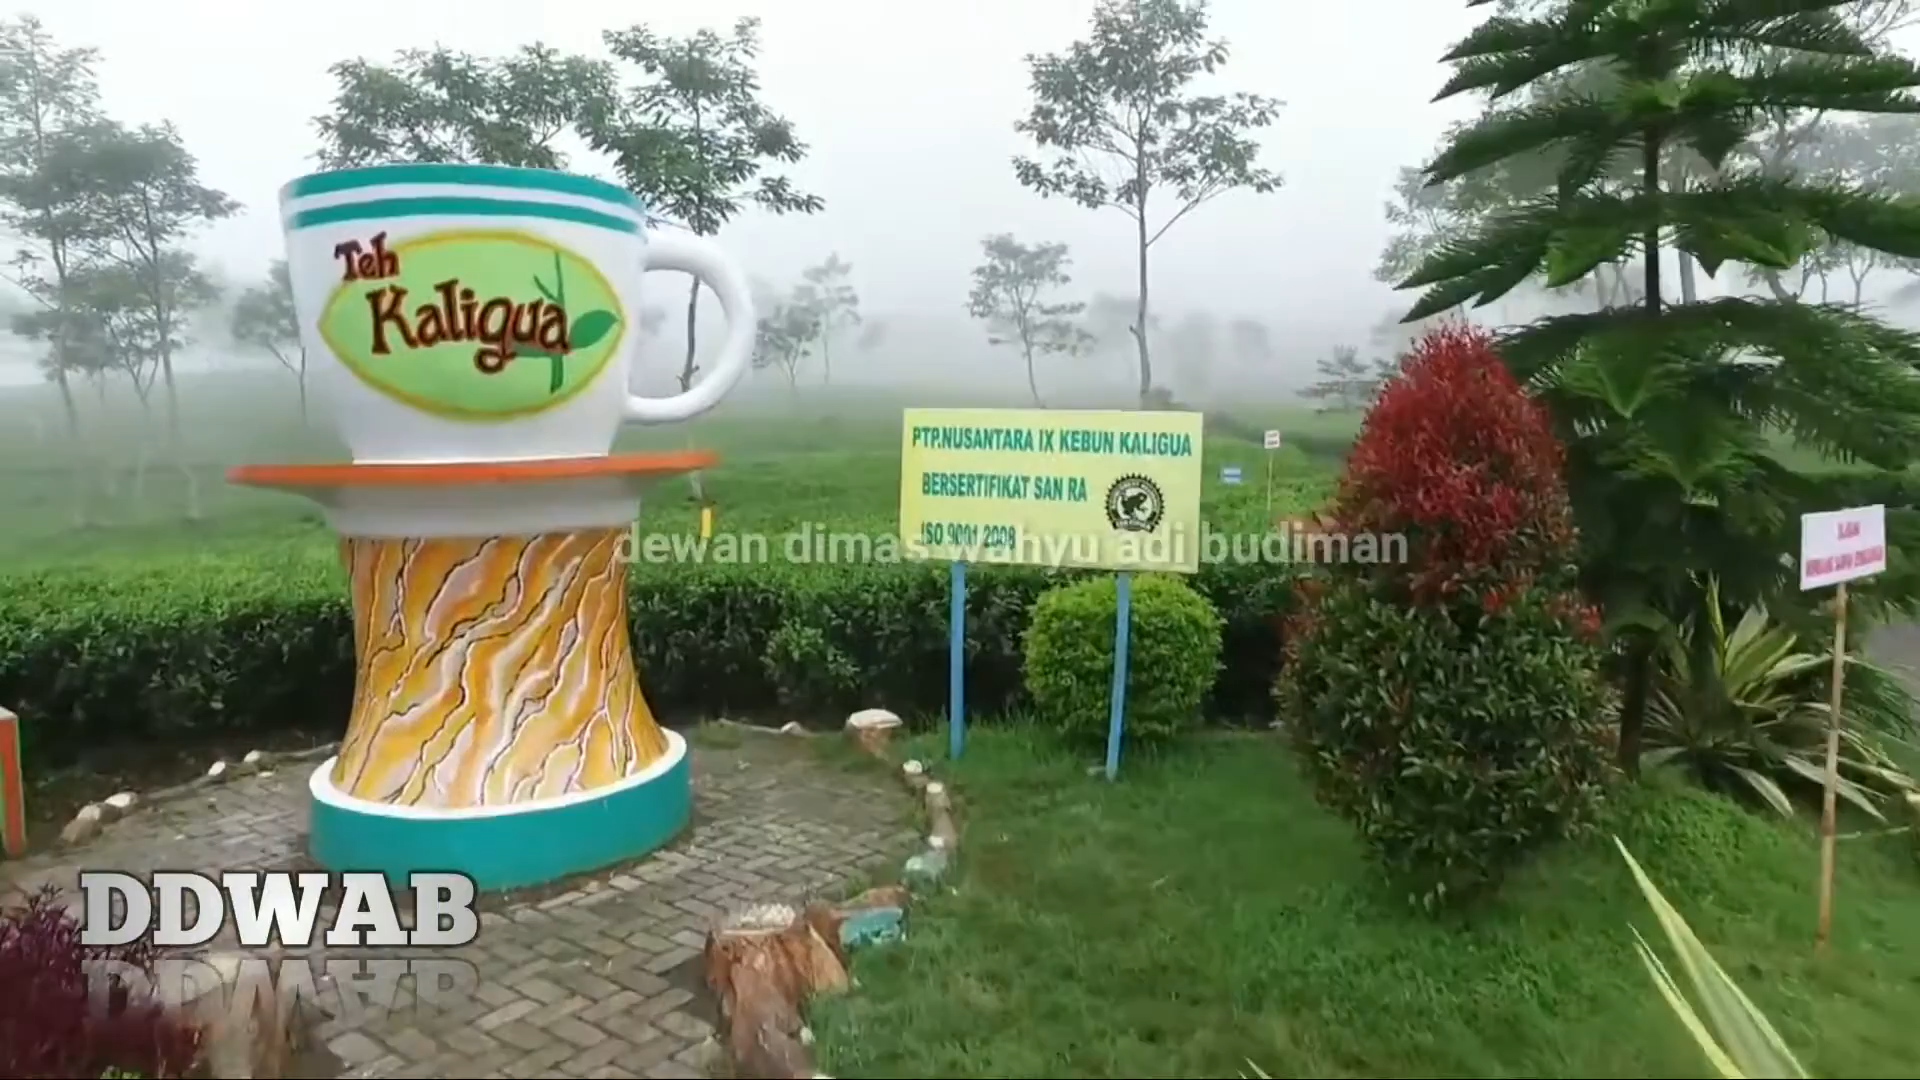 Teh
Kaligua
PTP.NUSANTARA IX KEBUN KALIGUA
BERSERTIFIKAT SAN RA
ISO 9001 2008
dewan dimas wahyu adi budiman
DDWAB